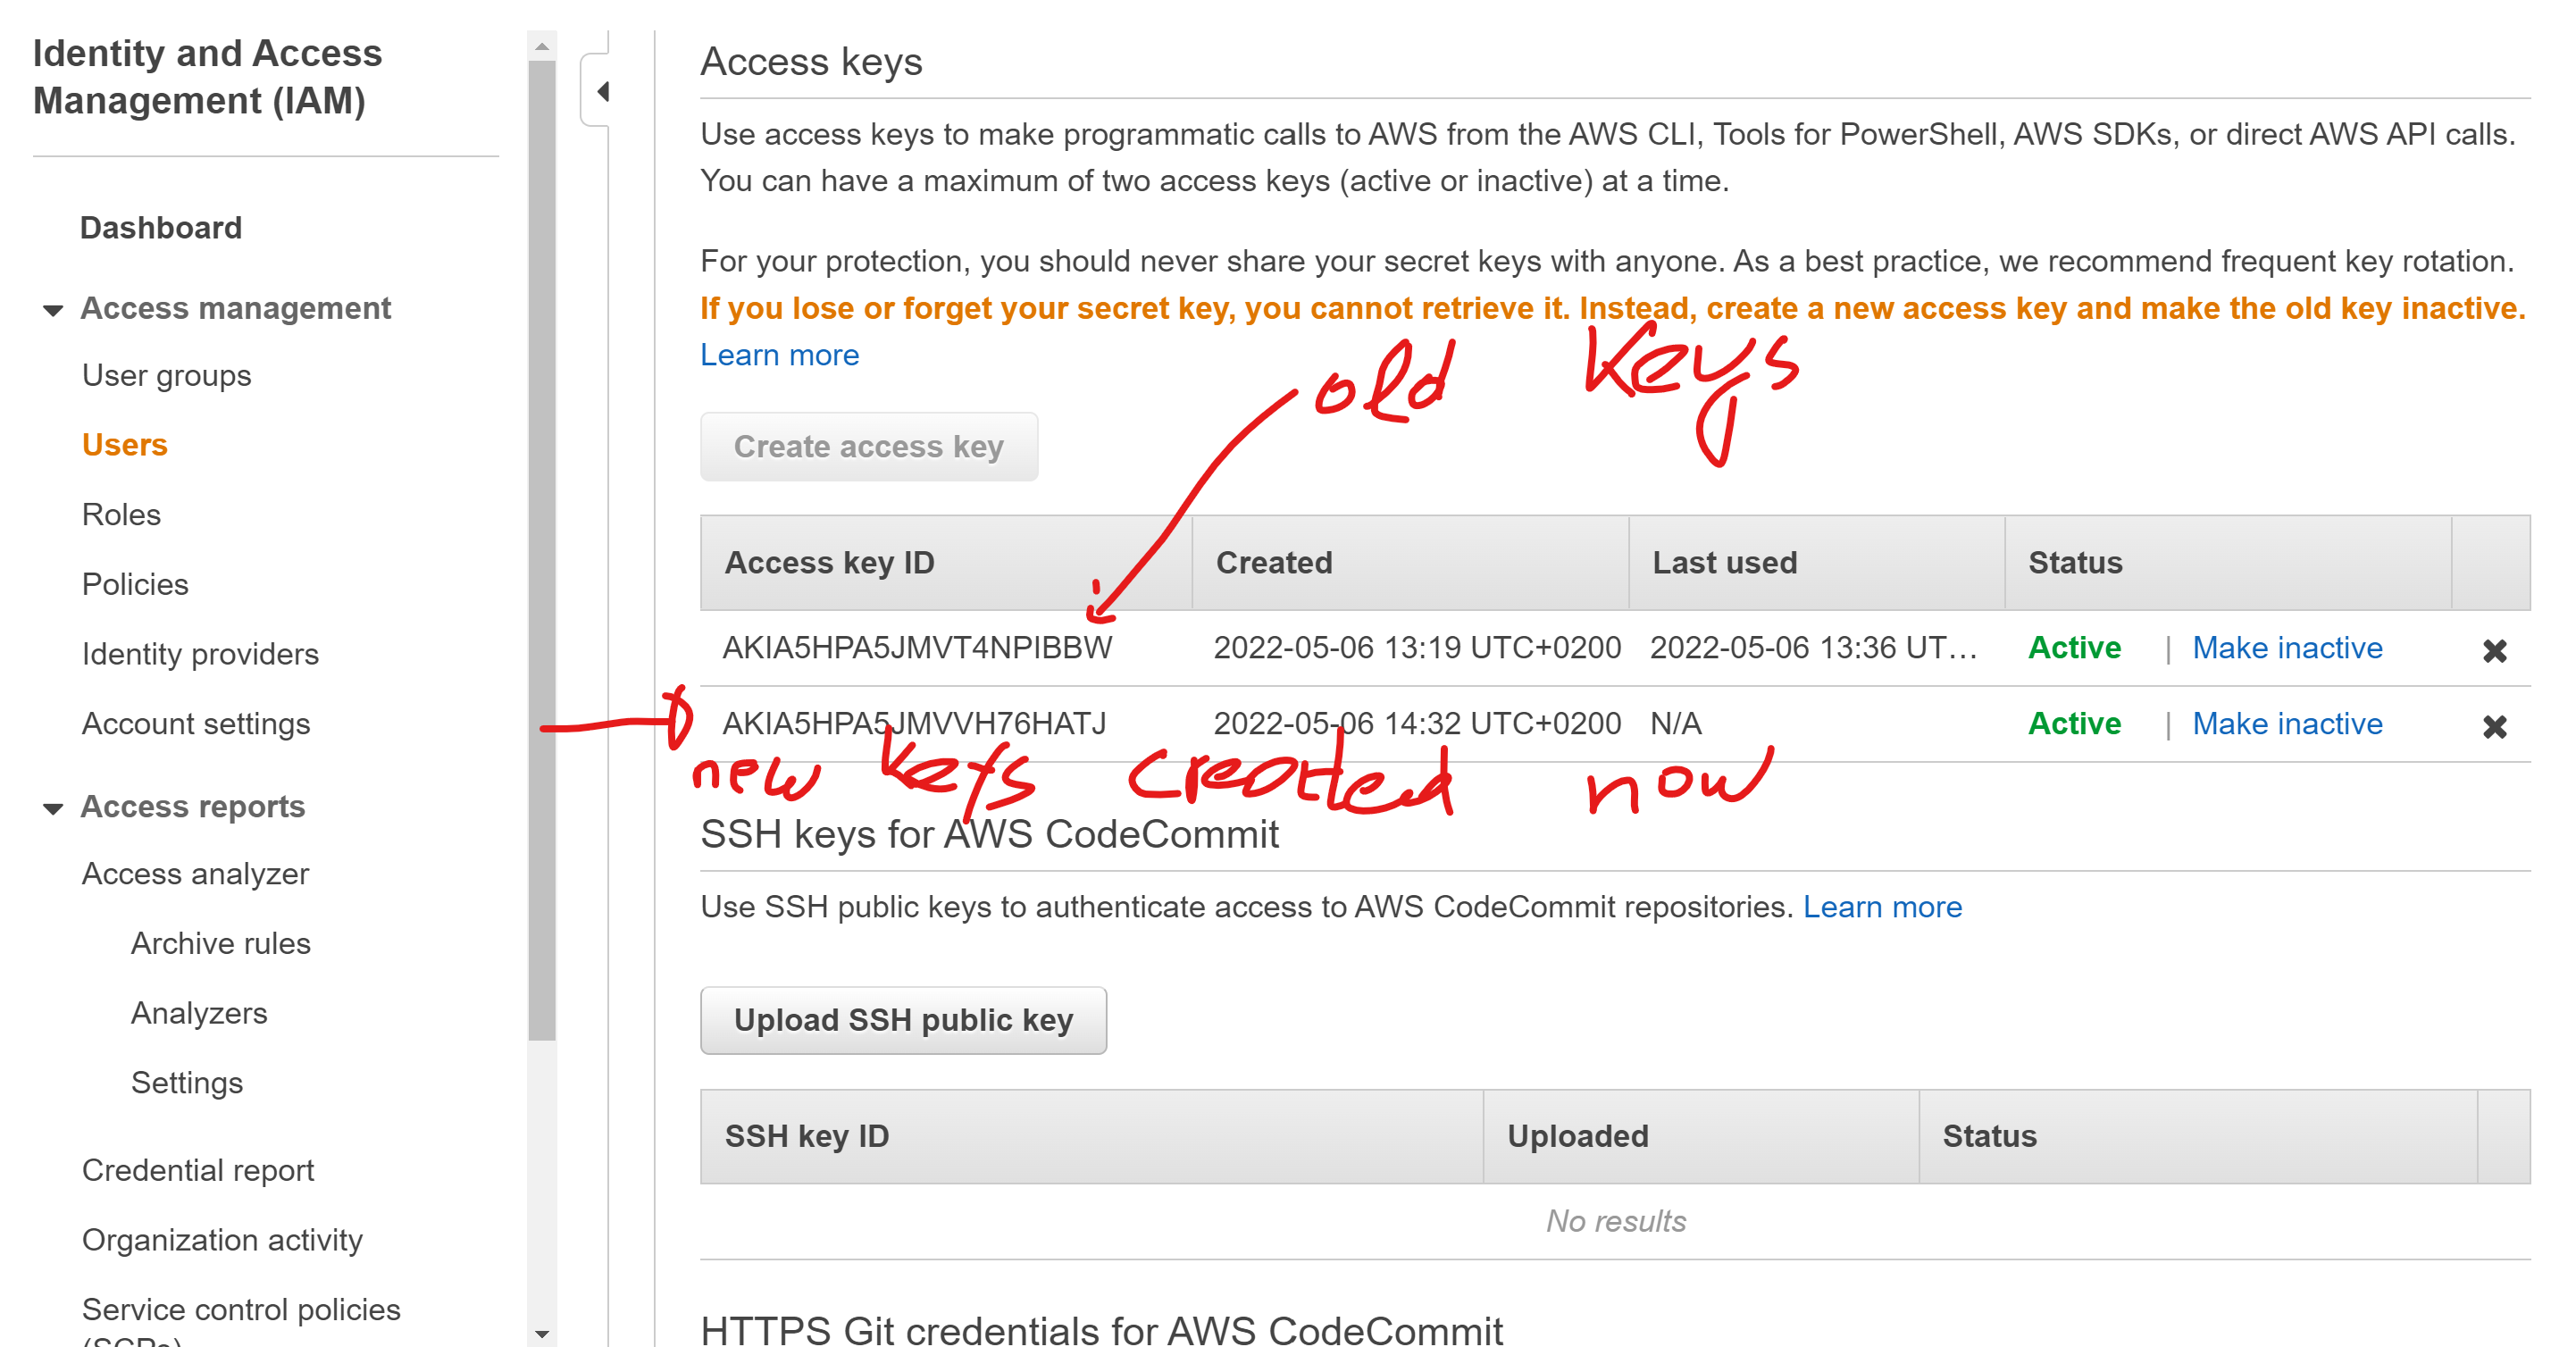 Identity and Access
Management (IAM)
Dashboard
Access management
User groups
Users
Roles
Policies
Identity providers
Account settings
Access reports
Access analyzer
Archive rules
Analyzers
Settings
Credential report
Organization activity
Service control policies
(SCPs)
Access keys
Use access keys to make programmatic calls to AWS from the AWS CLI, Tools for PowerShell, AWS SDKs, or direct AWS API calls.
You can have a maximum of two access keys (active or inactive) at a time.
For your protection, you should never share your secret keys with anyone. As a best practice, we recommend frequent key rotation.
If you lose or forget your secret key, you cannot retrieve it. Instead, create a new access key and make the old key inactive.
Learn more
old keys
Create access key
Access key ID Created Last used Status
AKIA5HPA5JMVT4NPIBBW 2022-05-06 13:19 UTC+0200 2022-05-06 13:36 UT… Active | Make inactive
AKIA5HPA5JMVVH76HATJ 2022-05-06 14:32 UTC+0200 N/A Active | Make inactive
new keys created now
SSH keys for AWS CodeCommit
Use SSH public keys to authenticate access to AWS CodeCommit repositories. Learn more
Upload SSH public key
SSH key ID Uploaded Status
No results
HTTPS Git credentials for AWS CodeCommit